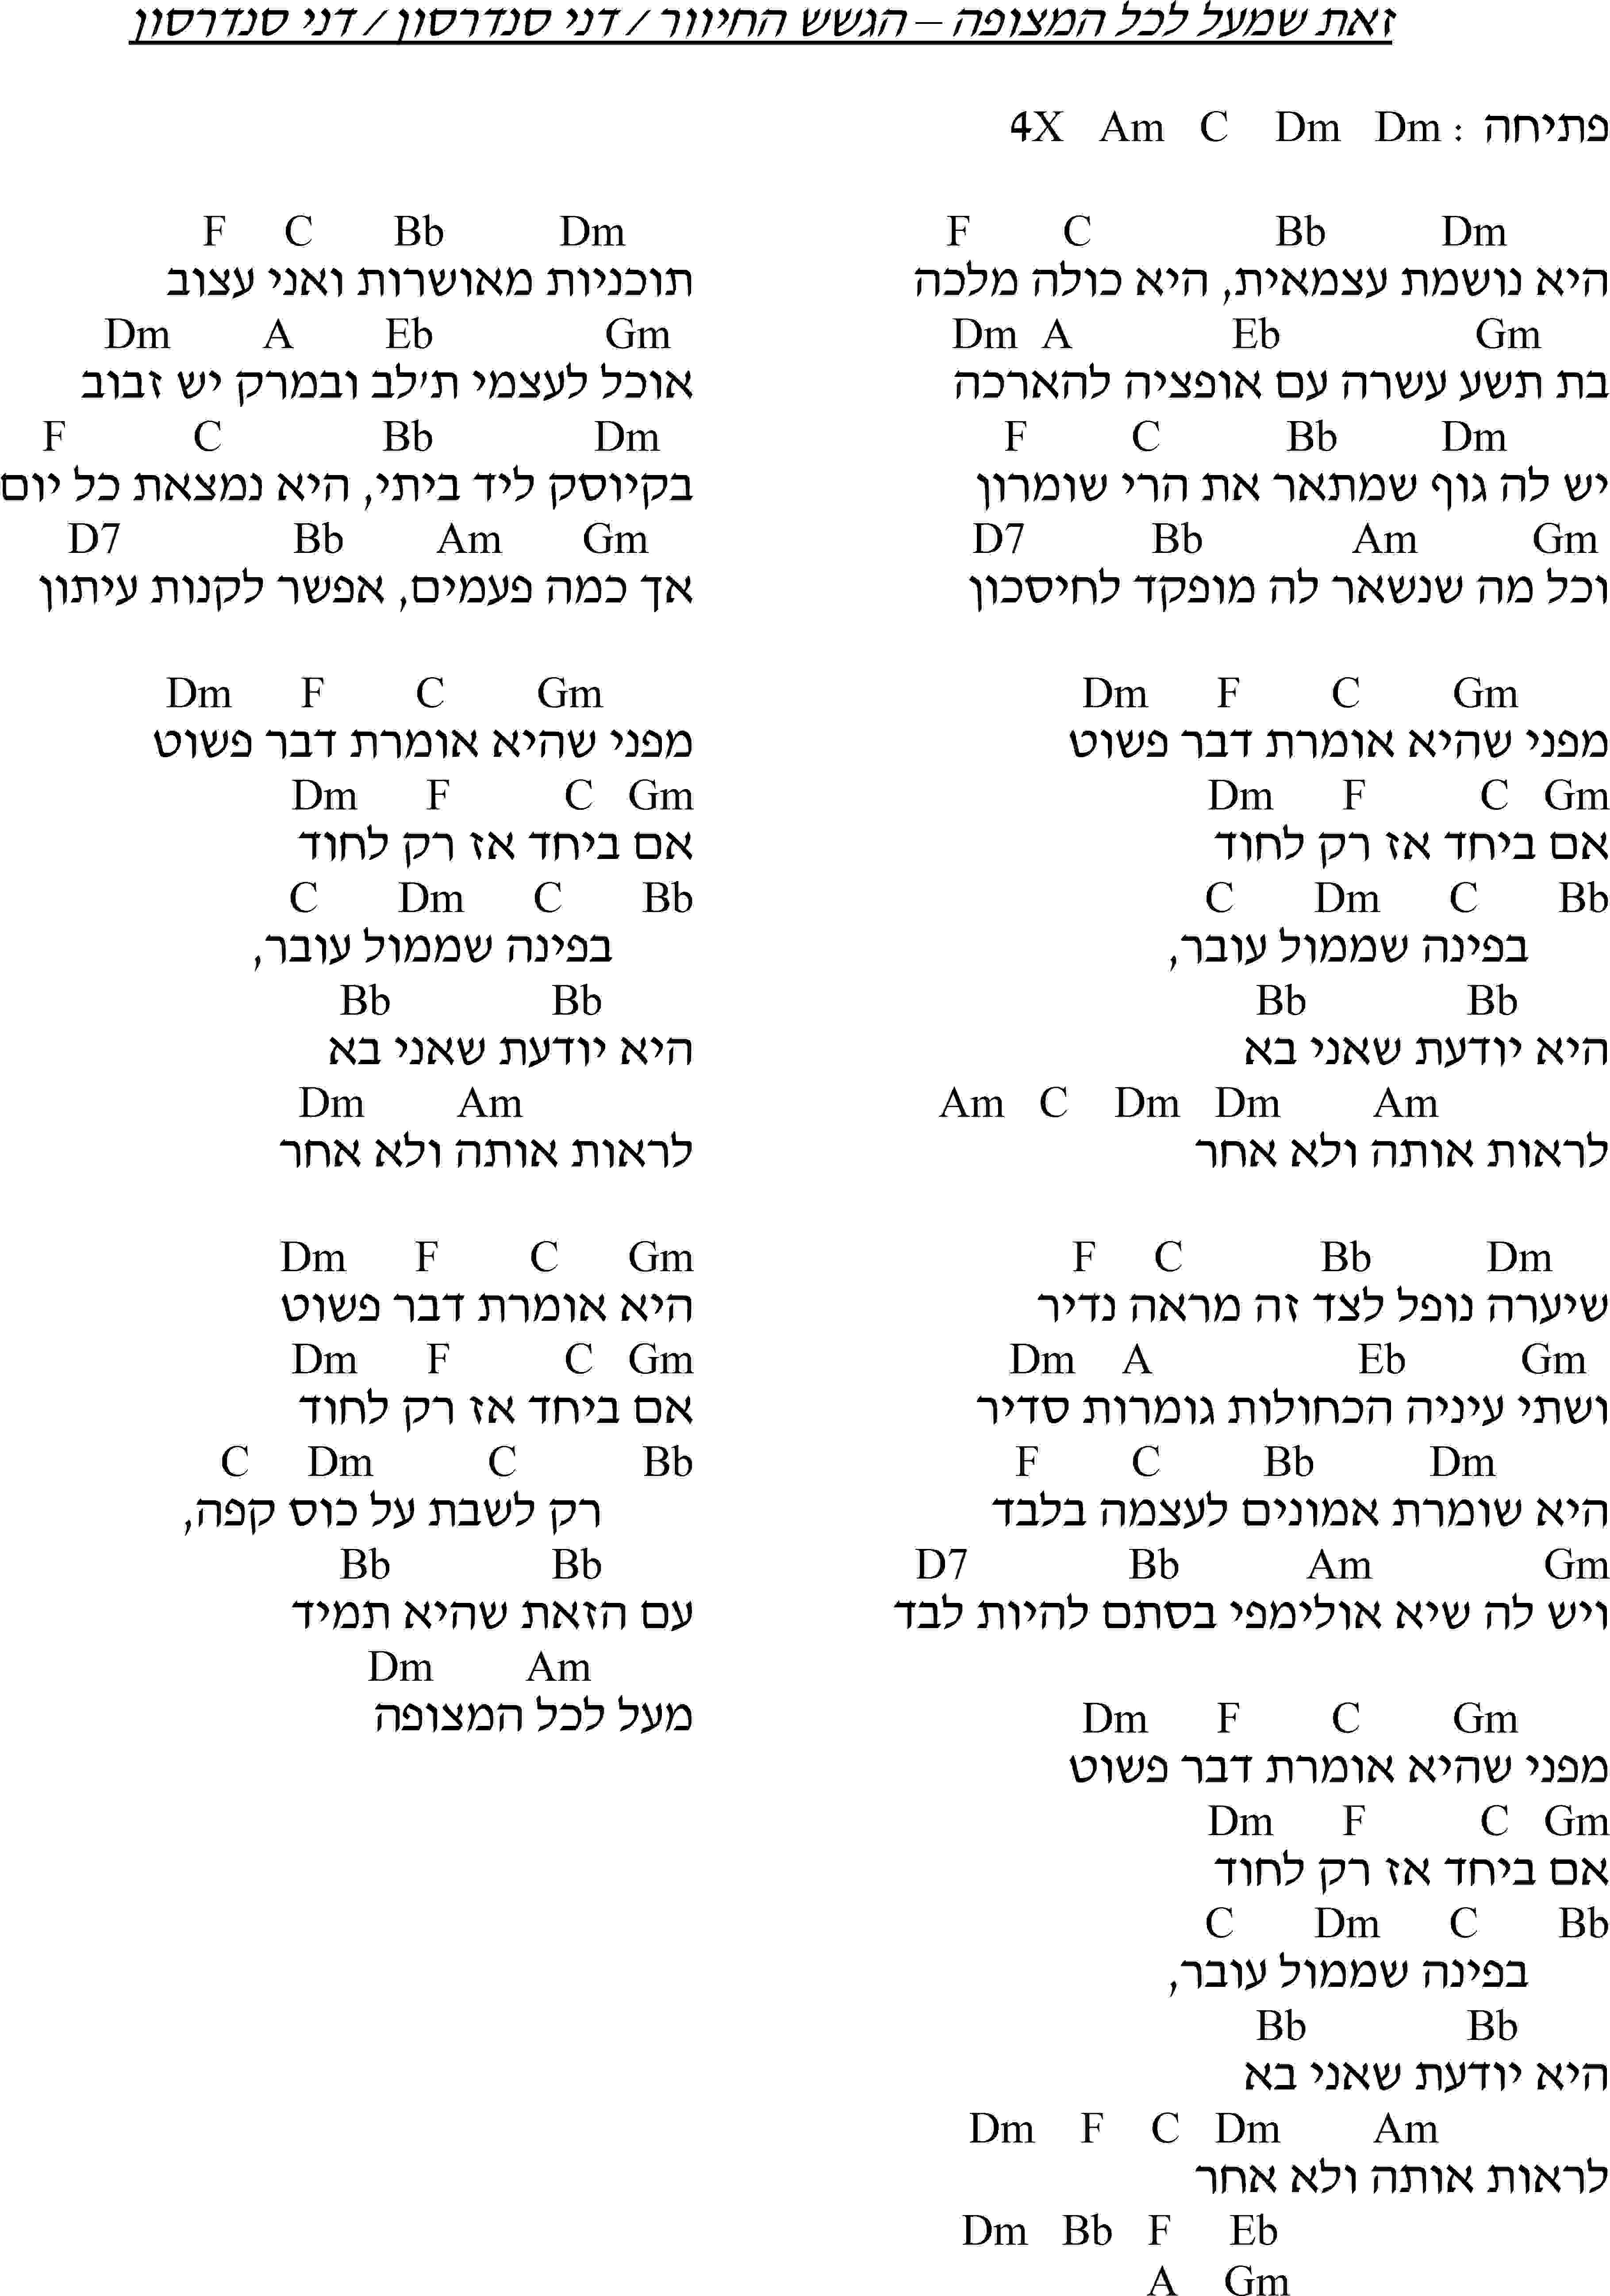 זאת שמעל לכל המצופה – הגשש החיוור / דני סנדרסון / דני סנדרסון
פתיחה : 4X Am C Dm Dm
F C Bb Dm
היא נושמת עצמאית, היא כולה מלכה
Dm A Eb Gm
בת תשע עשרה עם אופציה להארכה
F C Bb Dm
יש לה גוף שמתאר את הרי שומרון
D7 Bb Am Gm
וכל מה שנשאר לה מופקד לחיסכון
Dm F C Gm
מפני שהיא אומרת דבר פשוט
Dm F C Gm
אם ביחד אז רק לחוד
C Dm C Bb
בפינה שממול עובר,
Bb Bb
היא יודעת שאני בא
Am C Dm Dm Am
לראות אותה ולא אחר
F C Bb Dm
שיערה נופל לצד זה מראה נדיר
Dm A Eb Gm
ושתי עיניה הכחולות גומרות סדיר
F C Bb Dm
היא שומרת אמונים לעצמה בלבד
D7 Bb Am Gm
ויש לה שיא אולימפי בסתם להיות לבד
Dm F C Gm
מפני שהיא אומרת דבר פשוט
Dm F C Gm
אם ביחד אז רק לחוד
C Dm C Bb
בפינה שממול עובר,
Bb Bb
היא יודעת שאני בא
Dm F C Dm Am
לראות אותה ולא אחר
Dm Bb F Eb
A Gm
F C Bb Dm
תוכניות מאושרות ואני עצוב
Dm A Eb Gm
אוכל לעצמי ת'לב ובמרק יש זבוב
F C Bb Dm
בקיוסק ליד ביתי, היא נמצאת כל יום
D7 Bb Am Gm
אך כמה פעמים, אפשר לקנות עיתון
Dm F C Gm
מפני שהיא אומרת דבר פשוט
Dm F C Gm
אם ביחד אז רק לחוד
C Dm C Bb
בפינה שממול עובר,
Bb Bb
היא יודעת שאני בא
Dm Am
לראות אותה ולא אחר
Dm F C Gm
היא אומרת דבר פשוט
Dm F C Gm
אם ביחד אז רק לחוד
C Dm C Bb
רק לשבת על כוס קפה,
Bb Bb
עם הזאת שהיא תמיד
Dm Am
מעל לכל המצופה